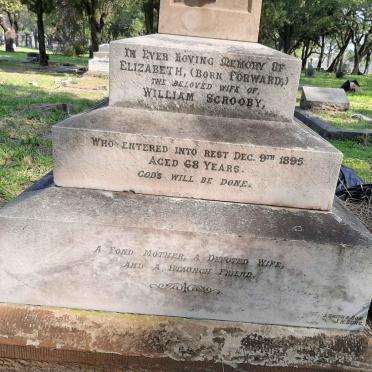 In Ever Loving Memory of
Elizabeth, (Born Forward,)
The Beloved Wife of
William Scrooby,
Who Entered into Rest Dec. 9th 1895
Aged 68 Years.
God's Will Be Done.
A Fond Mother, A Devoted Wife,
And A Staunch Friend.